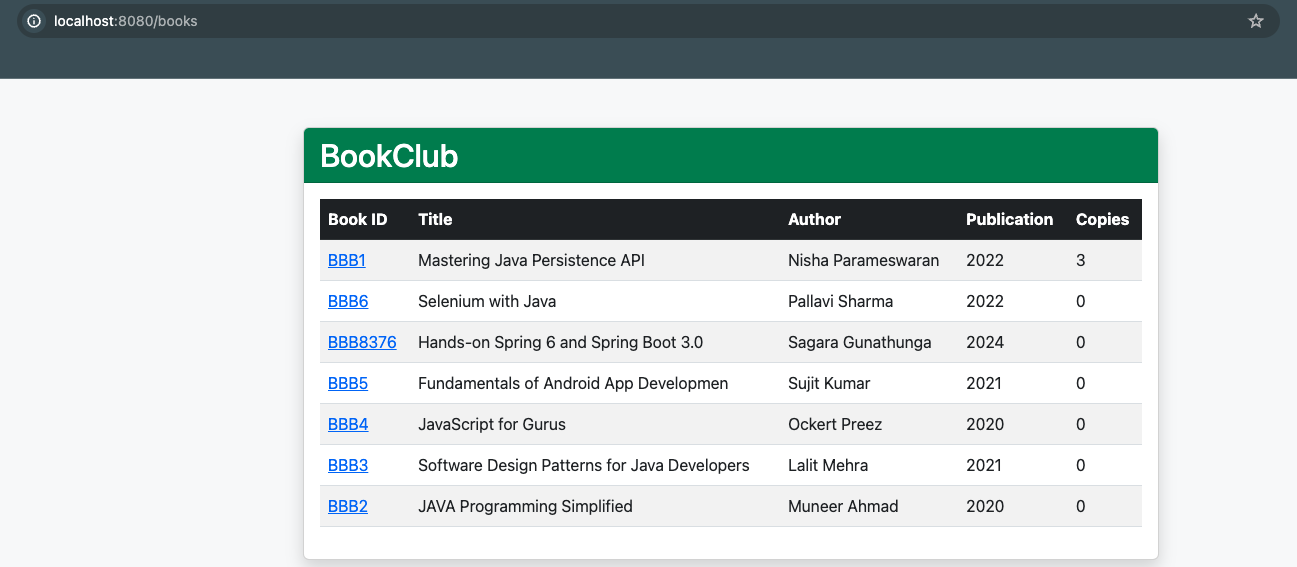 localhost:8080/books
BookClub
Book ID Title Author Publication Copies
BBB1 Mastering Java Persistence API Nisha Parameswaran 2022 3
BBB6 Selenium with Java Pallavi Sharma 2022 0
BBB8376 Hands-on Spring 6 and Spring Boot 3.0 Sagara Gunathunga 2024 0
BBB5 Fundamentals of Android App Developmen Sujit Kumar 2021 0
BBB4 JavaScript for Gurus Ockert Preez 2020 0
BBB3 Software Design Patterns for Java Developers Lalit Mehra 2021 0
BBB2 JAVA Programming Simplified Muneer Ahmad 2020 0